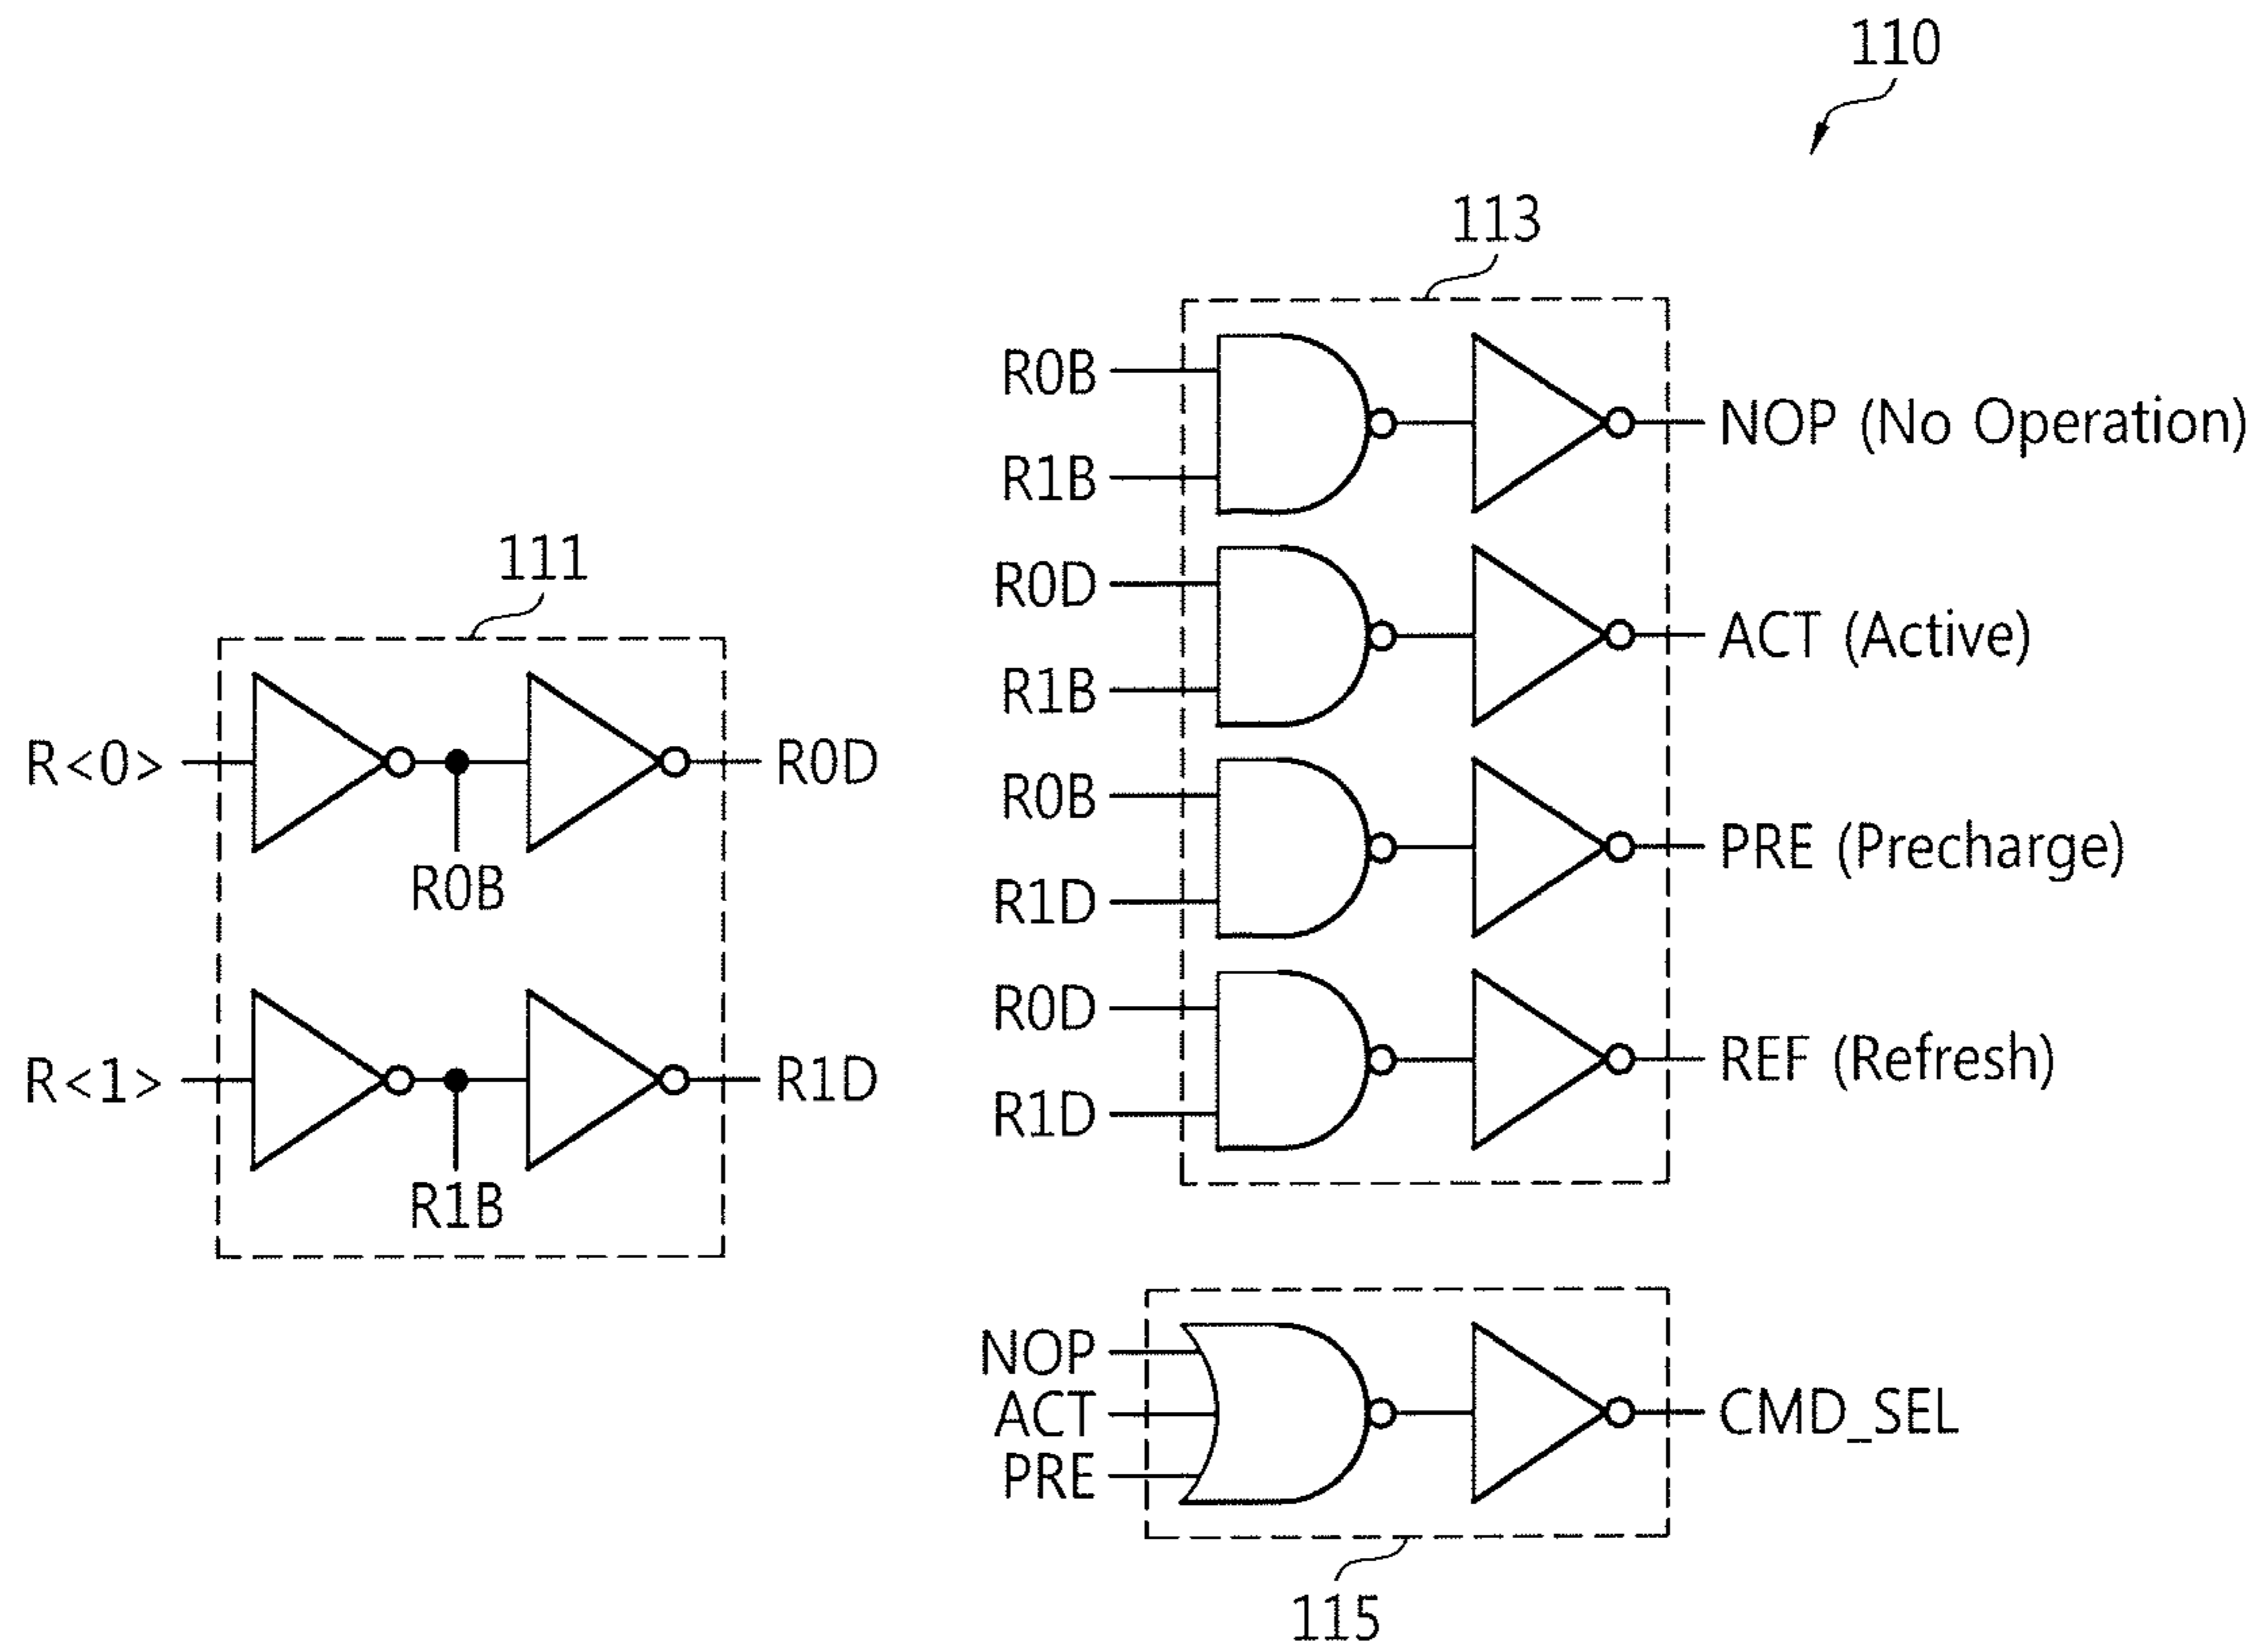 110
113
R0B
R1B
NOP (No Operation)
R0D
R1B
ACT (Active)
R0B
R1D
PRE (Precharge)
R0D
R1D
REF (Refresh)
111
R<0>
R0B
R0D
R<1>
R1B
R1D
NOP
ACT
PRE
CMD_SEL
115